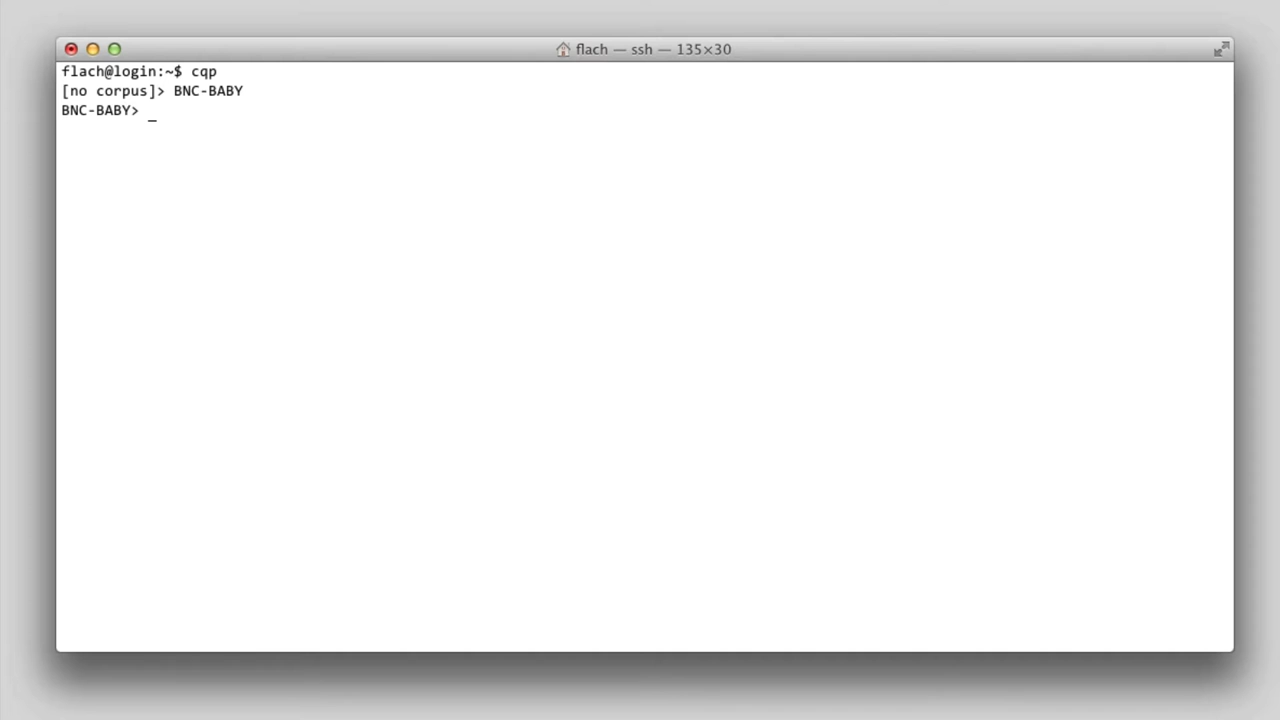 flach — ssh — 135×30
flach@login:~$ cqp
[no corpus]> BNC-BABY
BNC-BABY> _